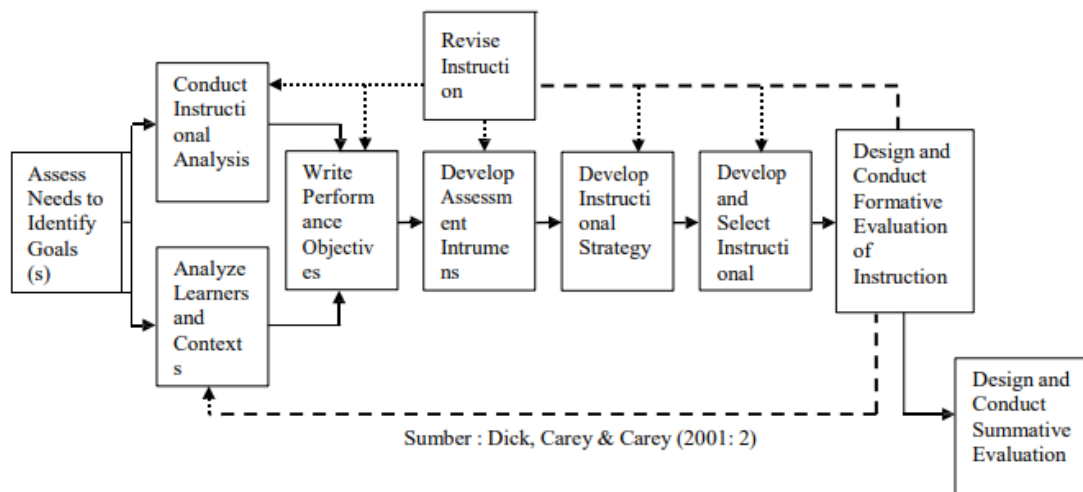 Revise
Instructi
on
Conduct
Instructi
onal
Analysis
Assess
Needs to
Identify
Goals
(s)
Analyze
Learners
and
Context
s
Write
Perform
ance
Objectiv
es
Develop
Assessm
ent
Intrume
ns
Develop
Instructi
onal
Strategy
Develop
and
Select
Instructi
onal
Design and
Conduct
Formative
Evaluation
of
Instruction
Design and
Conduct
Summative
Evaluation
Sumber : Dick, Carey & Carey (2001: 2)